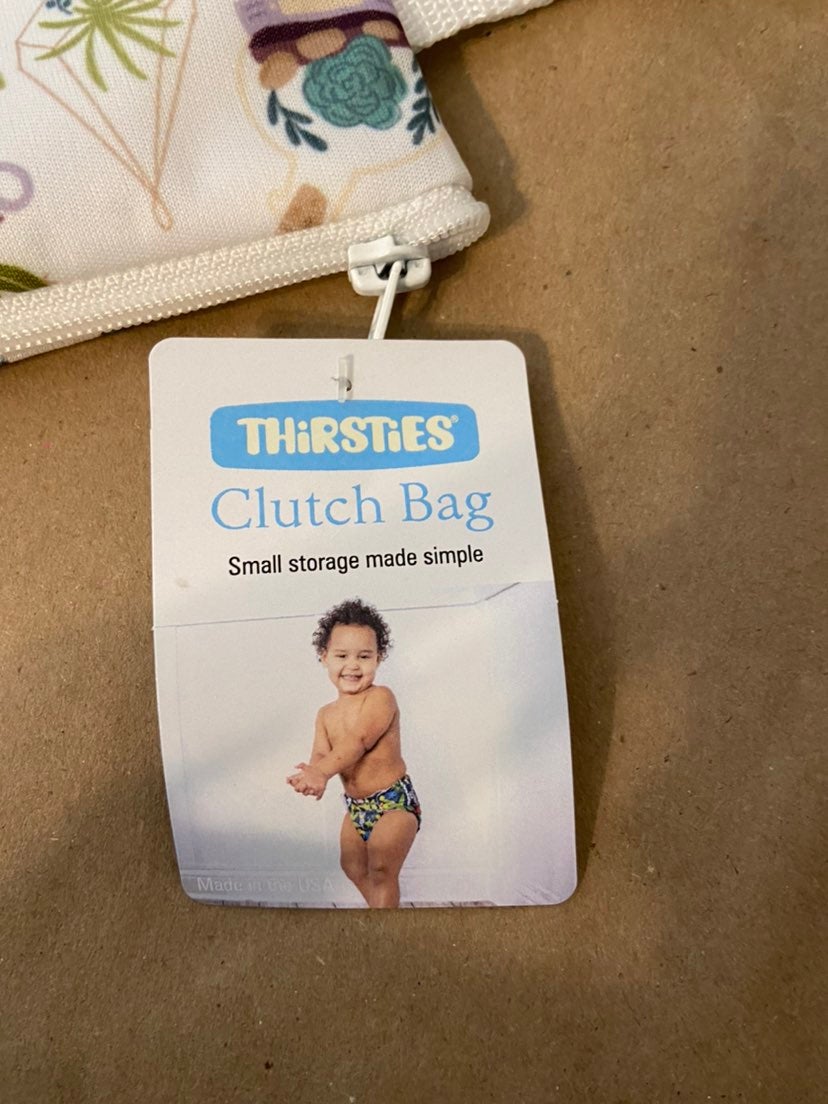 THiRSTiES®
Clutch Bag
Small storage made simple
Made in the USA